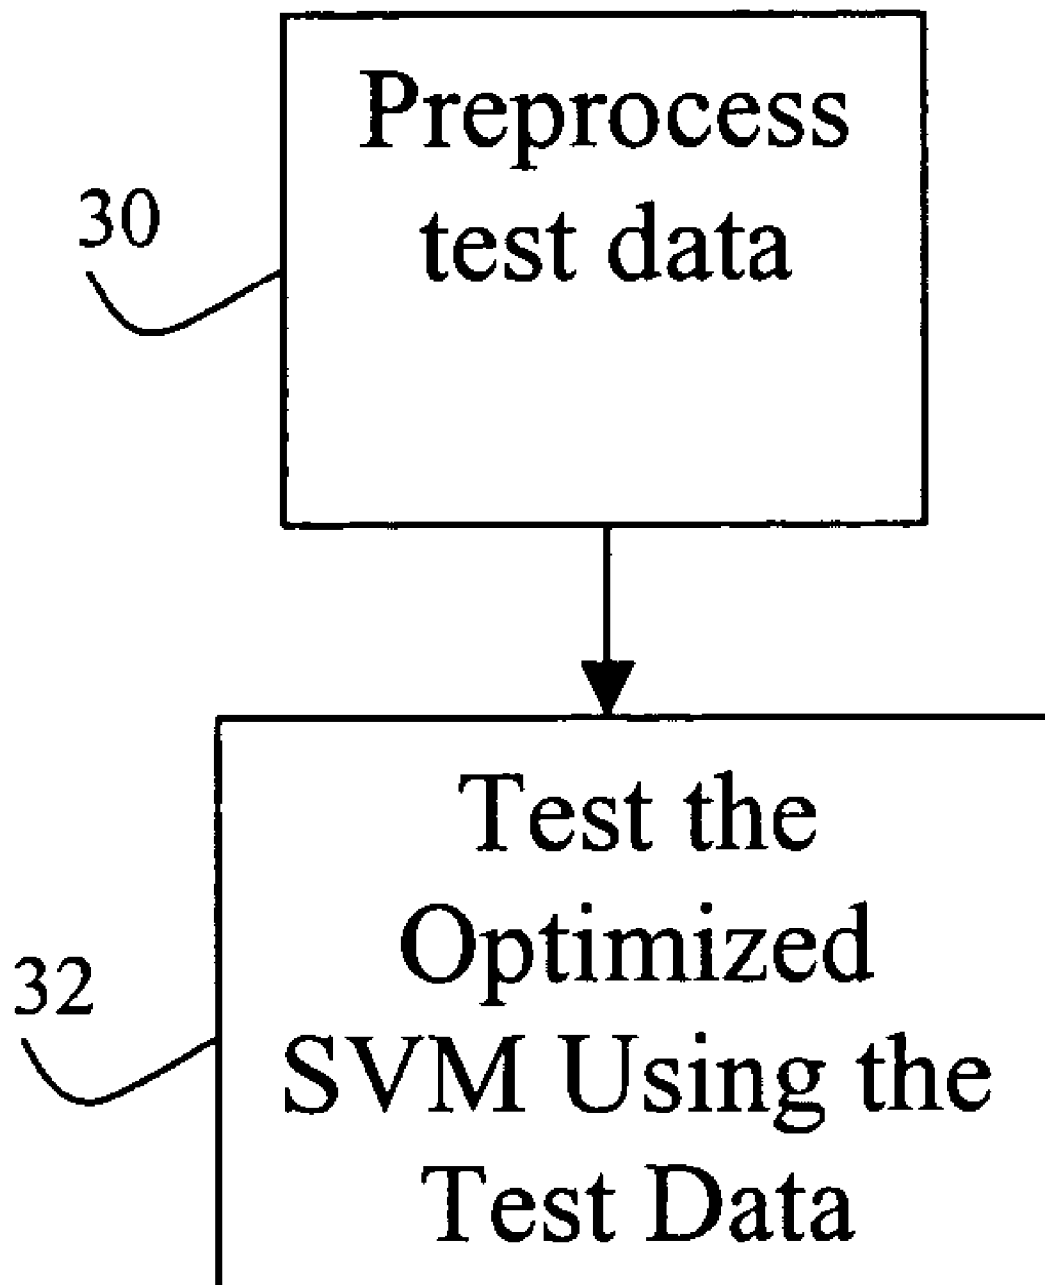 Preprocess
test data
30
Test the
Optimized
SVM Using the
Test Data
32